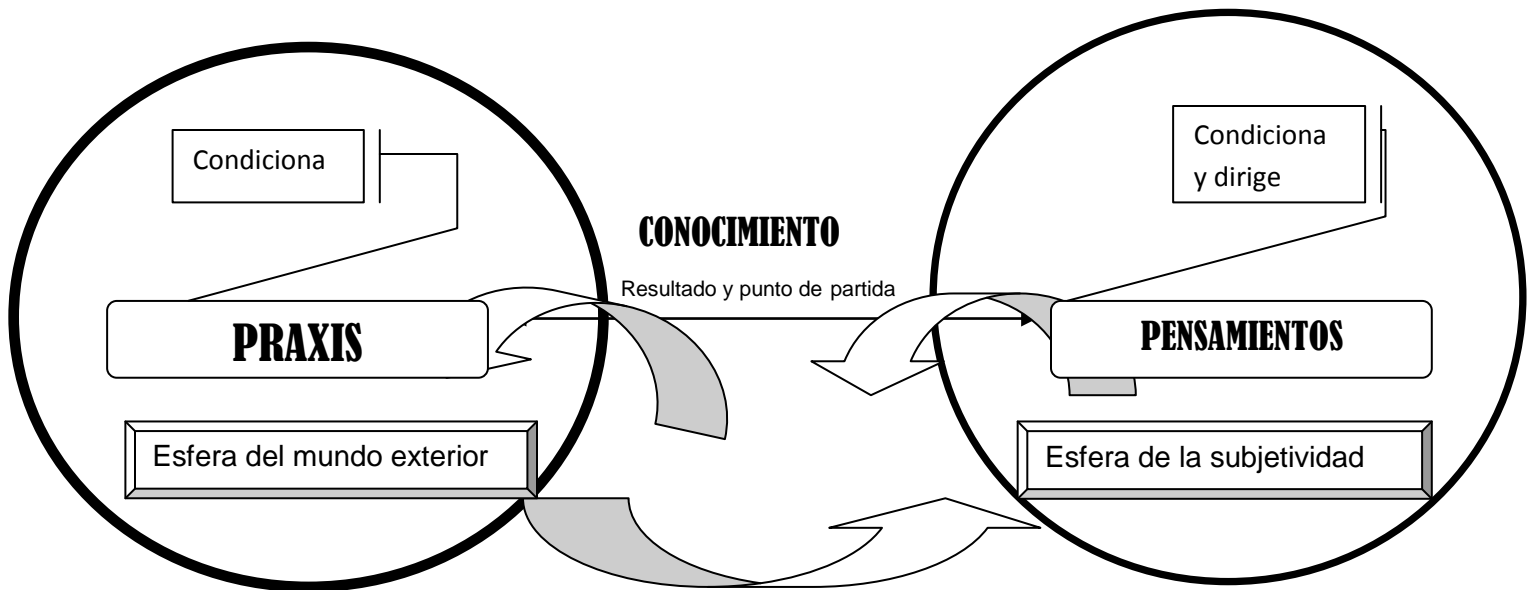 Condiciona
Condiciona
y dirige
CONOCIMIENTO
Resultado y punto de partida
PRAXIS
PENSAMIENTOS
Esfera del mundo exterior
Esfera de la subjetividad